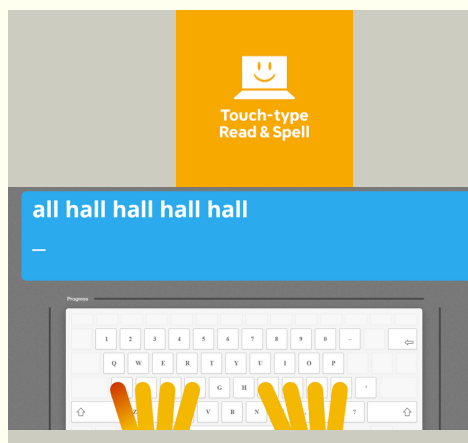 Touch-type
Read & Spell
all hall hall hall hall
_
Progress
1 2 3 4 5 6 7 8 9 0 --
Q W E R T Y U I O P
G H
Z V B N ?